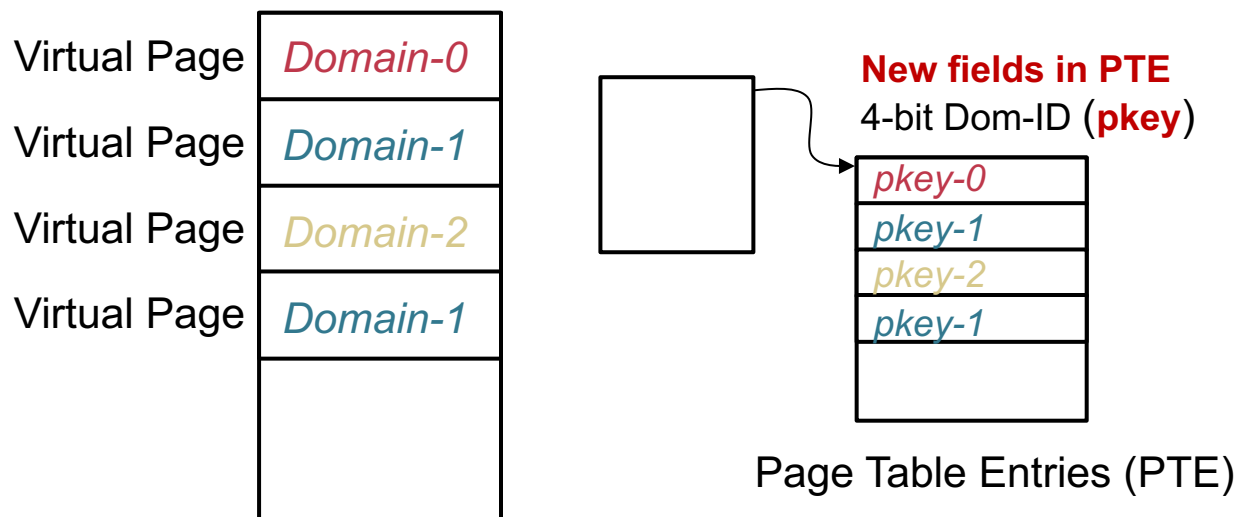 Virtual Page Domain-0
Virtual Page Domain-1
Virtual Page Domain-2
Virtual Page Domain-1
New fields in PTE
4-bit Dom-ID (pkey)
pkey-0
pkey-1
pkey-2
pkey-1
Page Table Entries (PTE)